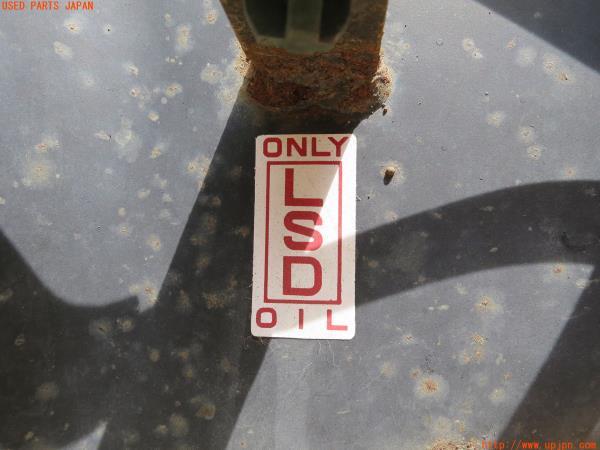 USED PARTS JAPAN
ONLY
LSD
OIL
http://www.upjpn.com